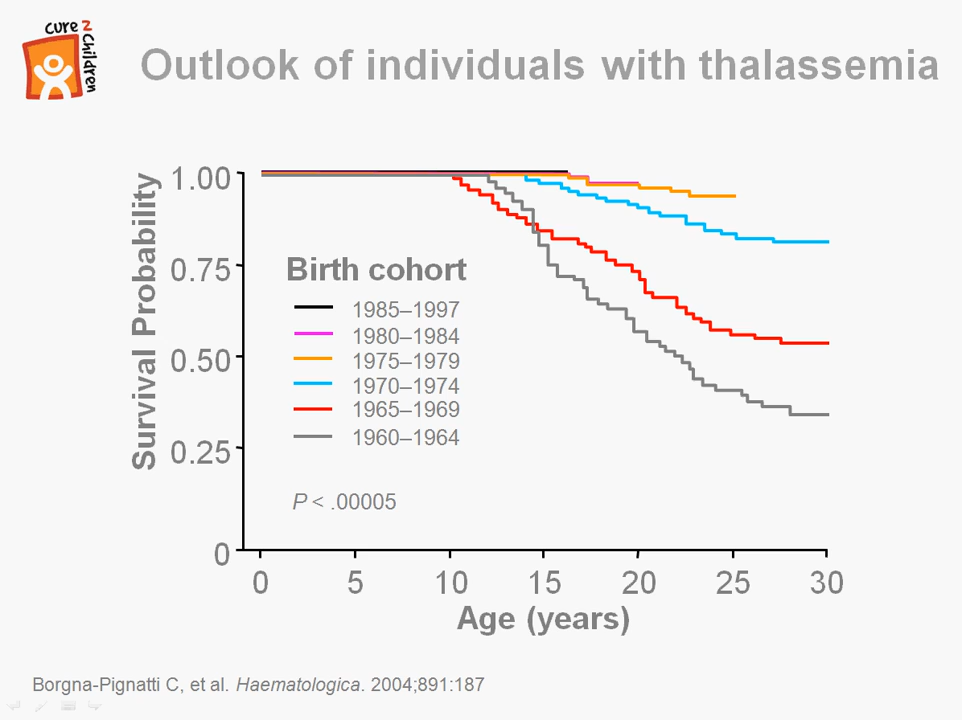 cure 2
children
Outlook of individuals with thalassemia
Survival Probability
1.00
0.75
0.50
0.25
0
Birth cohort
1985–1997
1980–1984
1975–1979
1970–1974
1965–1969
1960–1964
P < .00005
0 5 10 15 20 25 30
Age (years)
Borgna-Pignatti C, et al. Haematologica. 2004;891:187